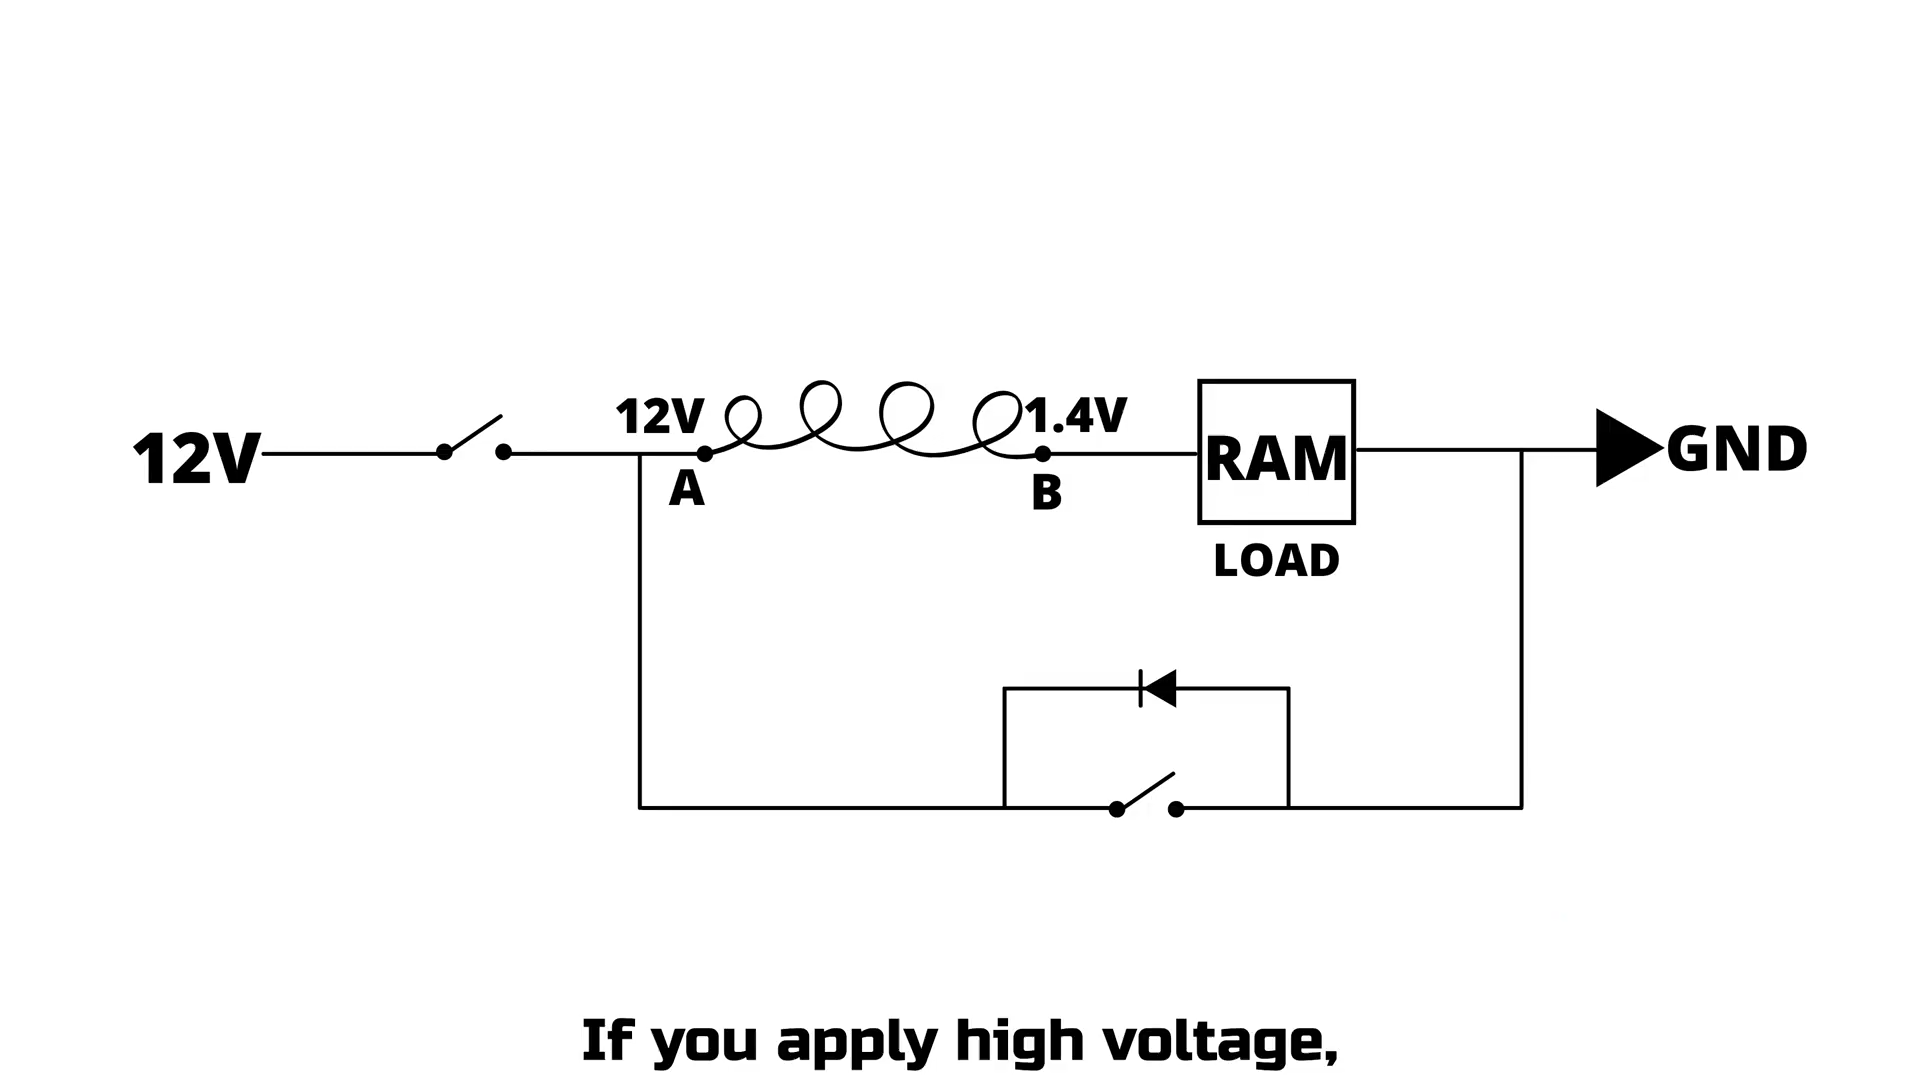 12V
12V
A
1.4V
B
RAM
LOAD
GND
If you apply high voltage,